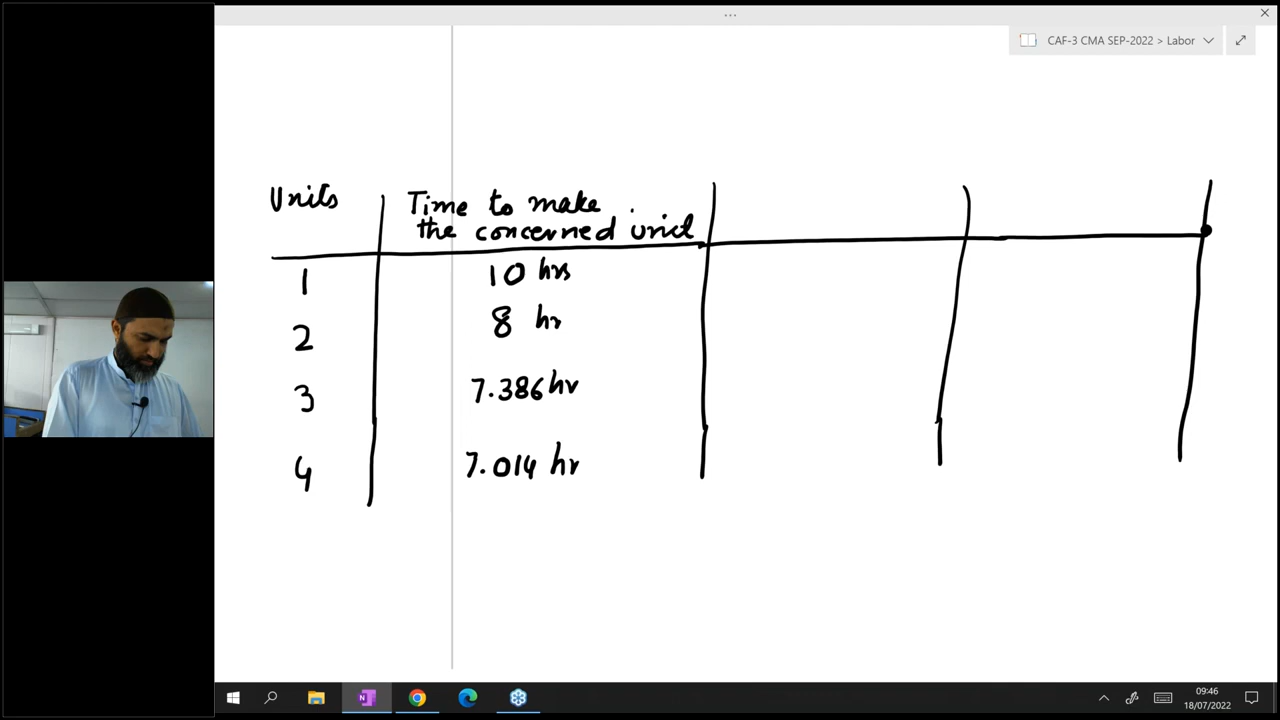 CAF-3 CMA SEP-2022 > Labor
Units Time to make
the concerned unit
1 10 hrs
2 8 hr
3 7.386 hr
4 7.014 hr
09:46
18/07/2022